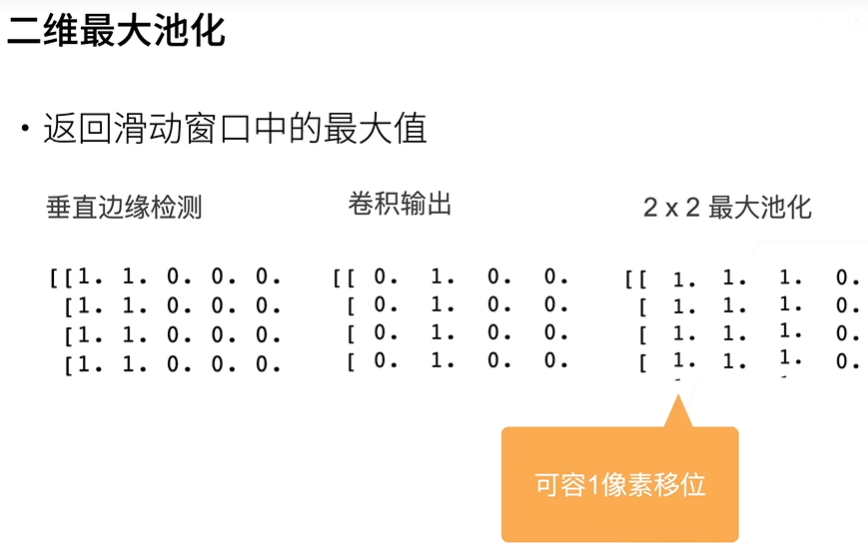 二维最大池化
• 返回滑动窗口中的最大值
垂直边缘检测 卷积输出 2 x 2 最大池化
[[1. 1. 0. 0. 0. [[ 0. 1. 0. 0. [[ 1. 1. 1. 0.
[1. 1. 0. 0. 0. [ 0. 1. 0. 0. [ 1. 1. 1. 0.
[1. 1. 0. 0. 0. [ 0. 1. 0. 0. [ 1. 1. 1. 0.
[1. 1. 0. 0. 0. [ 0. 1. 0. 0. [ 1. 1. 1. 0.
可容1像素移位